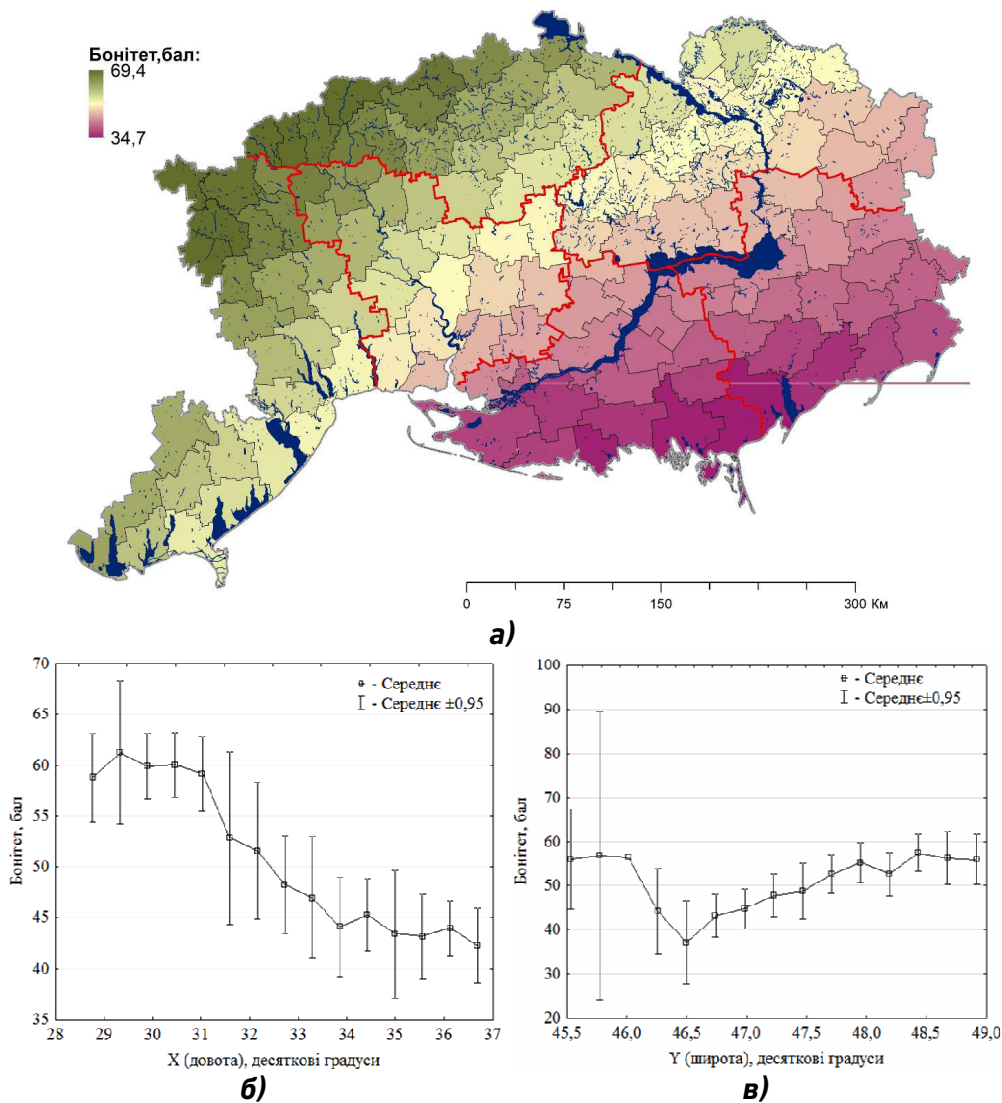 Бонітет,бал:
69,4
34,7
0 75 150 300 Км
а)
70
65
60
55
50
45
40
35
28 29 30 31 32 33 34 35 36 37
Бонітет, бал
X (довота), десяткові градуси
- Середнє
- Середнє ±0,95
б)
100
90
80
70
60
50
40
30
20
45,5 46,0 46,5 47,0 47,5 48,0 48,5 49,0
Бонітет, бал
Y (широта), десяткові градуси
- Середнє
- Середнє±0,95
в)